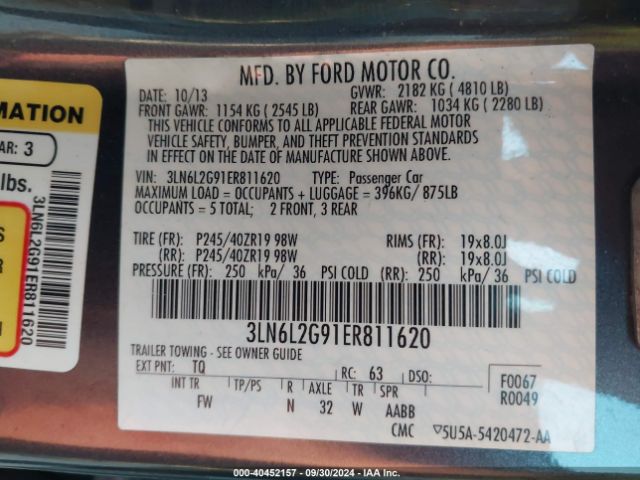 RMATION
AR: 3
lbs.
3LN6L2G91ER811620
MFD. BY FORD MOTOR CO.
DATE: 10/13 GVWR: 2182 KG ( 4810 LB)
FRONT GAWR: 1154 KG ( 2545 LB) REAR GAWR: 1034 KG ( 2280 LB)
THIS VEHICLE CONFORMS TO ALL APPLICABLE FEDERAL MOTOR
VEHICLE SAFETY, BUMPER, AND THEFT PREVENTION STANDARDS
IN EFFECT ON THE DATE OF MANUFACTURE SHOWN ABOVE.
VIN: 3LN6L2G91ER811620 TYPE: Passenger Car
MAXIMUM LOAD = OCCUPANTS + LUGGAGE = 396KG/ 875LB
OCCUPANTS = 5 TOTAL; 2 FRONT, 3 REAR
TIRE (FR): P245/40ZR19 98W RIMS (FR): 19x8.0J
(RR): P245/40ZR19 98W (RR): 19x8.0J
PRESSURE (FR): 250 kPa/ 36 PSI COLD (RR): 250 kPa/ 36 PSI COLD
3LN6L2G91ER811620
TRAILER TOWING - SEE OWNER GUIDE
EXT PNT: TQ RC: 63 DSO: F0067
INT TR TP/PS R AXLE TR SPR R0049
FW N 32 W AABB
CMC 5U5A-5420472-AA
000-40452157 - 09/30/2024 - IAA Inc.